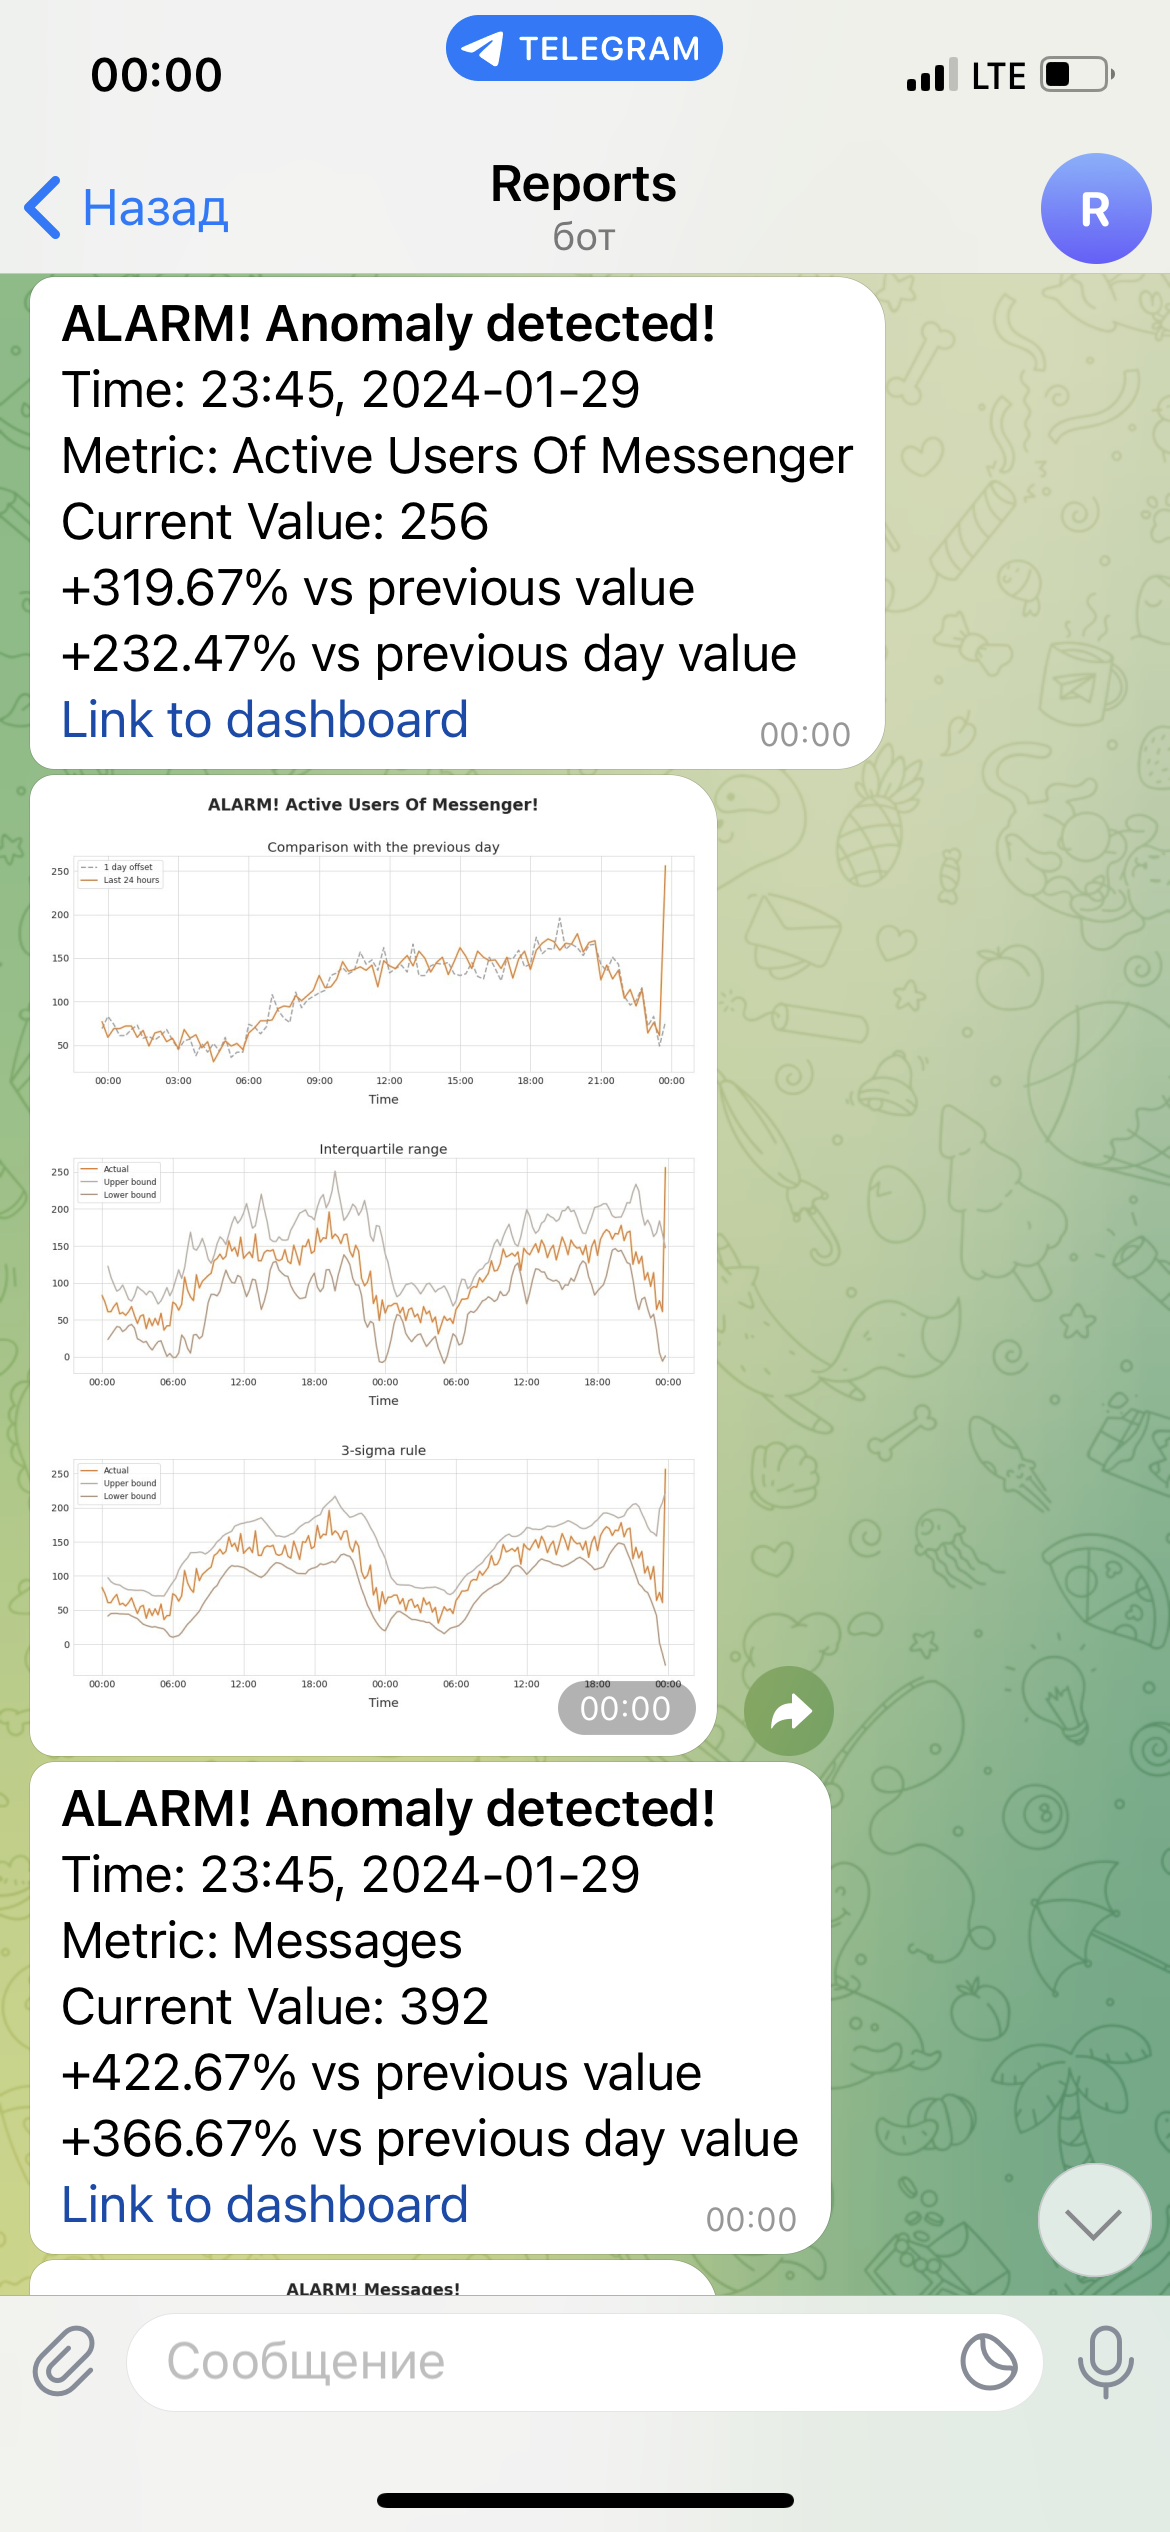 00:00
TELEGRAM
LTE
Назад
Reports
бот
R
ALARM! Anomaly detected!
Time: 23:45, 2024-01-29
Metric: Active Users Of Messenger
Current Value: 256
+319.67% vs previous value
+232.47% vs previous day value
Link to dashboard
00:00
ALARM! Active Users Of Messenger!
Comparison with the previous day
1 day offset
Last 24 hours
250
200
150
100
50
00:00 03:00 06:00 09:00 12:00 15:00 18:00 21:00 00:00
Time
Interquartile range
Actual
Upper bound
Lower bound
250
200
150
100
50
0
00:00 06:00 12:00 18:00 00:00 06:00 12:00 18:00 00:00
Time
3-sigma rule
Actual
Upper bound
Lower bound
250
200
150
100
50
0
00:00 06:00 12:00 18:00 00:00 06:00 12:00 18:00 00:00
Time
00:00
ALARM! Anomaly detected!
Time: 23:45, 2024-01-29
Metric: Messages
Current Value: 392
+422.67% vs previous value
+366.67% vs previous day value
Link to dashboard
00:00
ALARM! Messages!
Сообщение